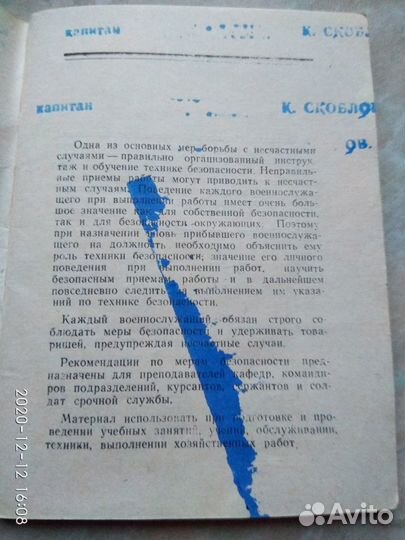 капитан К. СКОБЛ
капитан К. СКОБЛ
Одна из основных мер борьбы с несчастными
случаями — правильно организованный инструк-
таж и обучение технике безопасности. Неправиль-
ные приемы работы могут приводить к несчаст-
ным случаям. Поведение каждого военнослужа-
щего при выполнении работы имеет очень боль-
шое значение как для собственной безопасности,
так и для безопасности окружающих. Поэтому
при назначении вновь прибывшего военнослужа-
щего на должность необходимо объяснить ему
роль техники безопасности; значение его личного
поведения при выполнении работ, научить
безопасным приемам работы и в дальнейшем
повседневно следить за выполнением им указа-
ний по технике безопасности.
Каждый военнослужащий обязан строго со-
блюдать меры безопасности и удерживать това-
рищей, предупреждая несчастные случаи.
Рекомендации по мерам безопасности пред-
назначены для преподавателей кафедр, команди-
ров подразделений, курсантов, сержантов и сол-
дат срочной службы.
Материал использовать при подготовке и про-
ведении учебных занятий, учений, обслуживании
техники, выполнении хозяйственных работ.
2020-12-12 16:08
Avito